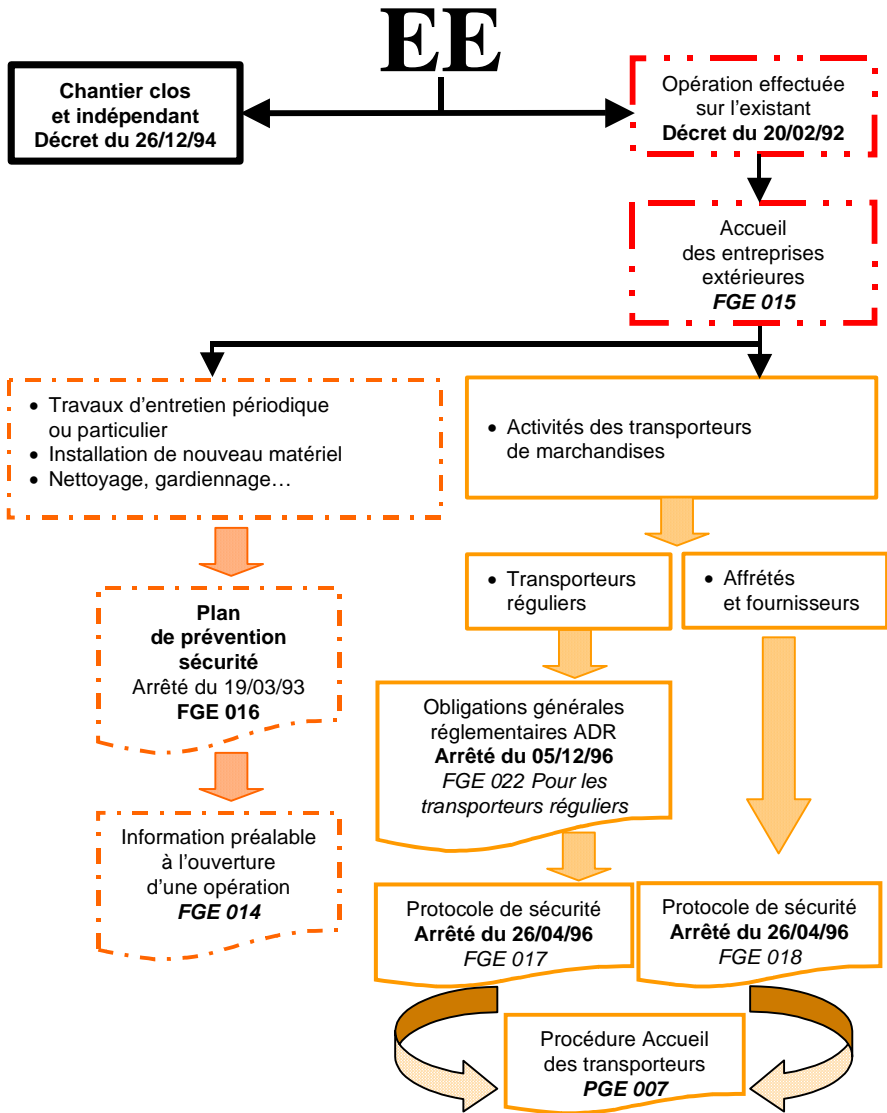 EE
Chantier clos
et indépendant
Décret du 26/12/94
Opération effectuée
sur l'existant
Décret du 20/02/92
Accueil
des entreprises
extérieures
FGE 015
• Travaux d'entretien périodique
ou particulier
• Installation de nouveau matériel
• Nettoyage, gardiennage…
• Activités des transporteurs
de marchandises
• Transporteurs
réguliers
• Affrétés
et fournisseurs
Plan
de prévention
sécurité
Arrêté du 19/03/93
FGE 016
Obligations générales
réglementaires ADR
Arrêté du 05/12/96
FGE 022 Pour les
transporteurs réguliers
Information préalable
à l'ouverture
d'une opération
FGE 014
Protocole de sécurité
Arrêté du 26/04/96
FGE 017
Protocole de sécurité
Arrêté du 26/04/96
FGE 018
Procédure Accueil
des transporteurs
PGE 007